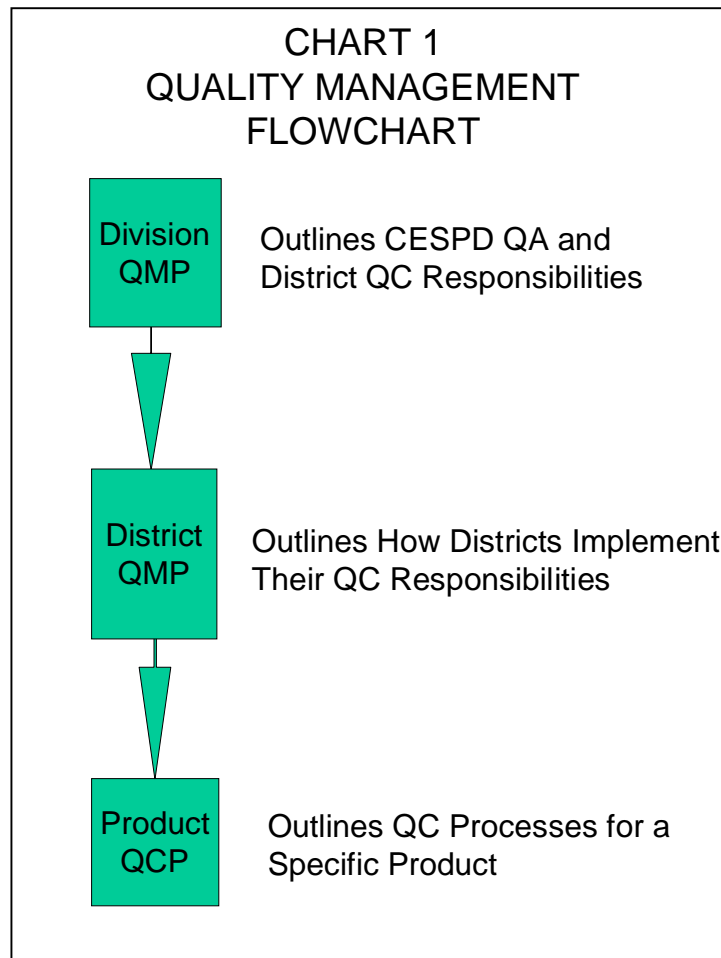 CHART 1
QUALITY MANAGEMENT
FLOWCHART
Division
QMP
Outlines CESPD QA and
District QC Responsibilities
District
QMP
Outlines How Districts Implement
Their QC Responsibilities
Product
QCP
Outlines QC Processes for a
Specific Product